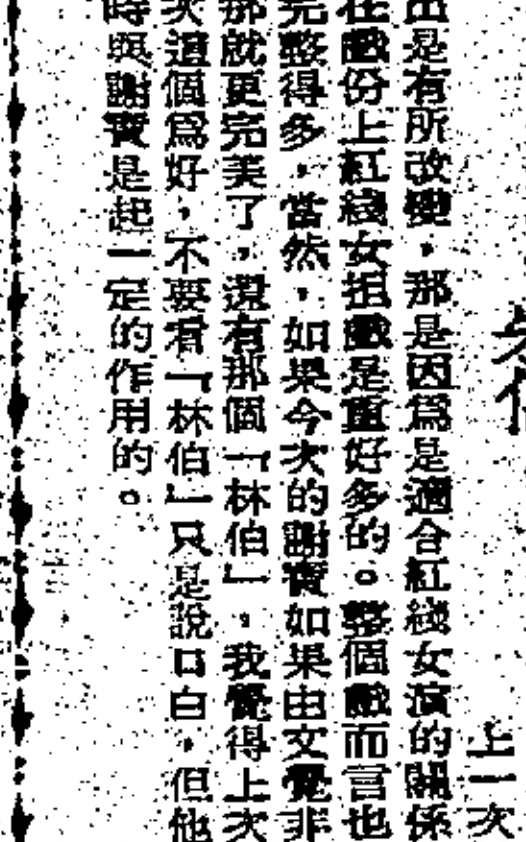 上一次
出是有所改變，那是因爲是適合紅綫女演的關係
在戲份上紅綫女担戲是重好多的。整個戲而言也
完整得多，當然，如果今次的謝寶如果由文覺非
那就更完美了，還有那個「林伯」，我覺得上次
次這個爲好，不要看「林伯」只是說口白，但他
時與謝寶是起一定的作用的。